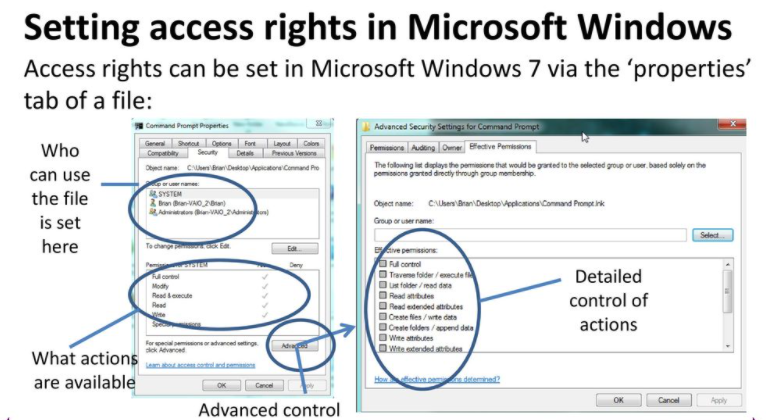 Setting access rights in Microsoft Windows
Access rights can be set in Microsoft Windows 7 via the ‘properties’
tab of a file:
Who
can use
the file
is set
here
What actions
are available
Command Prompt Properties
General Shortcut Options Font Layout Colors
Compatibility Security Details Previous Versions
Object name: C:\Users\Brian\Desktop\Applications\Command Pro
Group or user names:
SYSTEM
Brian (Brian-VAIO_2\Brian)
Administrators (Brian-VAIO_2\Administrators)
To change permissions, click Edit.
Edit...
Permissions for SYSTEM Deny
Full control
Modify
Read & execute
Read
Write
Special permissions
For special permissions or advanced settings,
click Advanced.
Advanced
Learn about access control and permissions
OK Cancel Apply
Advanced control
Advanced Security Settings for Command Prompt
Permissions Auditing Owner Effective Permissions
The following list displays the permissions that would be granted to the selected group or user, based solely on the
permissions granted directly through group membership.
Object name: C:\Users\Brian\Desktop\Applications\Command Prompt.lnk
Group or user name:
Select...
Effective permissions:
Full control
Traverse folder / execute file
List folder / read data
Read attributes
Read extended attributes
Create files / write data
Create folders / append data
Write attributes
Write extended attributes
How are effective permissions determined?
OK Cancel Apply
Detailed
control of
actions